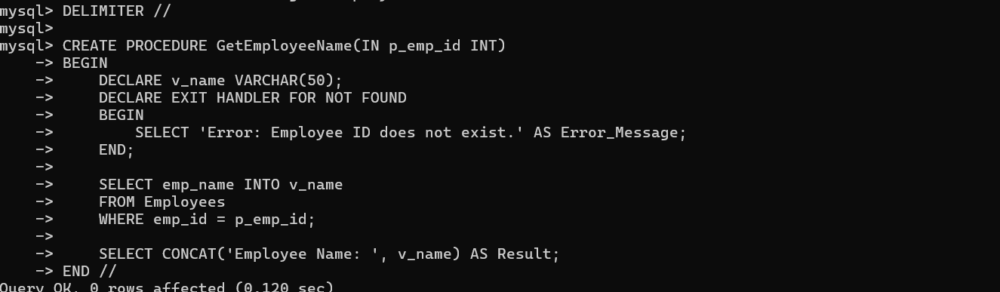 mysql> DELIMITER //
mysql>
mysql> CREATE PROCEDURE GetEmployeeName(IN p_emp_id INT)
    -> BEGIN
    ->     DECLARE v_name VARCHAR(50);
    ->     DECLARE EXIT HANDLER FOR NOT FOUND
    ->     BEGIN
    ->         SELECT 'Error: Employee ID does not exist.' AS Error_Message;
    ->     END;
    ->
    ->     SELECT emp_name INTO v_name
    ->     FROM Employees
    ->     WHERE emp_id = p_emp_id;
    ->
    ->     SELECT CONCAT('Employee Name: ', v_name) AS Result;
    -> END //
Query OK, 0 rows affected (0.120 sec)